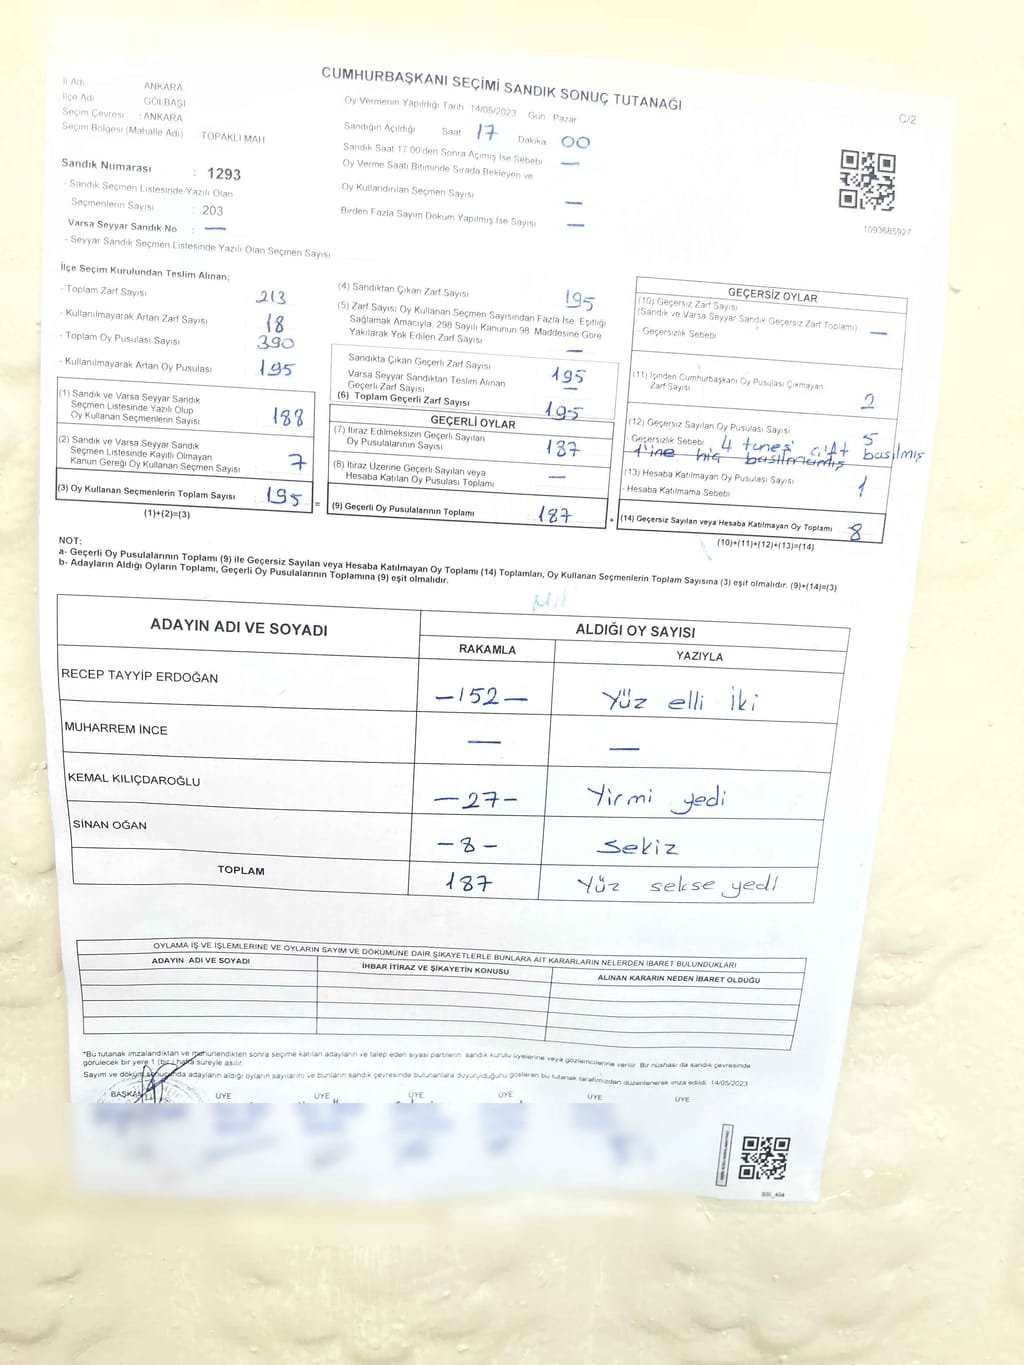 CUMHURBAŞKANI SEÇİMİ SANDIK SONUÇ TUTANAĞI
C/2
İl Adı ANKARA
İlçe Adı GÖLBAŞI
Seçim Çevresi : ANKARA
Seçim Bölgesi (Mahalle Adı) TOPAKLI MAH
Sandık Numarası : 1293
- Sandık Seçmen Listesinde Yazılı Olan
Seçmenlerin Sayısı : 203
Varsa Seyyar Sandık No : —
- Seyyar Sandık Seçmen Listesinde Yazılı Olan Seçmen Sayısı
Oy Vermenin Yapıldığı Tarih 14/05/2023 Gün Pazar
Sandığın Açıldığı Saat 17 Dakika 00
Sandık Saat 17:00'den Sonra Açımış İse Sebebi —
Oy Verme Saati Bitiminde Sırada Bekleyen ve
Oy Kullandırılan Seçmen Sayısı —
Birden Fazla Sayım Döküm Yapılmış İse Sayısı —
1093685927
İlçe Seçim Kurulundan Teslim Alınan;
- Toplam Zarf Sayısı 213
- Kullanılmayarak Artan Zarf Sayısı 18
- Toplam Oy Pusulası Sayısı 390
- Kullanılmayarak Artan Oy Pusulası 195
(1) Sandık ve Varsa Seyyar Sandık
Seçmen Listesinde Yazılı Olup
Oy Kullanan Seçmenlerin Sayısı 188
(2) Sandık ve Varsa Seyyar Sandık
Seçmen Listesinde Kayıtlı Olmayan
Kanun Gereği Oy Kullanan Seçmen Sayısı 7
(3) Oy Kullanan Seçmenlerin Toplam Sayısı 195 =
(1)+(2)=(3)
(4) Sandıktan Çıkan Zarf Sayısı 195
(5) Zarf Sayısı Oy Kullanan Seçmen Sayısından Fazla İse, Eşitliği
Sağlamak Amacıyla, 298 Sayılı Kanunun 98. Maddesine Göre
Yakılarak Yok Edilen Zarf Sayısı —
Sandıkta Çıkan Geçerli Zarf Sayısı 195
Varsa Seyyar Sandıktan Teslim Alınan
Geçerli Zarf Sayısı —
(6) Toplam Geçerli Zarf Sayısı 195
GEÇERLİ OYLAR
(7) İtiraz Edilmeksizin Geçerli Sayılan
Oy Pusulasının Sayısı 187
(8) İtiraz Üzerine Geçerli Sayılan veya
Hesaba Katılan Oy Pusulası Toplamı —
(9) Geçerli Oy Pusulalarının Toplamı 187 +
GEÇERSİZ OYLAR
(10) Geçersiz Zarf Sayısı
(Sandık ve Varsa Seyyar Sandık Geçersiz Zarf Toplamı) —
- Geçersizlik Sebebi
(11) İçinden Cumhurbaşkanı Oy Pusulası Çıkmayan
Zarf Sayısı 2
(12) Geçersiz Sayılan Oy Pusulası Sayısı 5
- Geçersizlik Sebebi 4 tanesi çift basılmış
1'ine hiç basılmamış
(13) Hesaba Katılmayan Oy Pusulası Sayısı 1
- Hesaba Katılmama Sebebi
(14) Geçersiz Sayılan veya Hesaba Katılmayan Oy Toplamı 8
(10)+(11)+(12)+(13)=(14)
NOT:
a- Geçerli Oy Pusulalarının Toplamı (9) ile Geçersiz Sayılan veya Hesaba Katılmayan Oy Toplamı (14) Toplamları, Oy Kullanan Seçmenlerin Toplam Sayısına (3) eşit olmalıdır. (9)+(14)=(3)
b- Adayların Aldığı Oyların Toplamı, Geçerli Oy Pusulalarının Toplamına (9) eşit olmalıdır.
ADAYIN ADI VE SOYADI ALDIĞI OY SAYISI
RAKAMLA YAZIYLA
RECEP TAYYİP ERDOĞAN —152— Yüz elli iki
MUHARREM İNCE — —
KEMAL KILIÇDAROĞLU —27— Yirmi yedi
SİNAN OĞAN —8— Sekiz
TOPLAM 187 Yüz sekse yedi
OYLAMA İŞ VE İŞLEMLERİNE VE OYLARIN SAYIM VE DÖKÜMÜNE DAİR ŞİKAYETLERLE BUNLARA AİT KARARLARIN NELERDEN İBARET BULUNDUKLARI
ADAYIN ADI VE SOYADI İHBAR İTİRAZ VE ŞİKAYETİN KONUSU ALINAN KARARIN NEDEN İBARET OLDUĞU
*Bu tutanak imzalandıktan ve mühürlendikten sonra seçime katılan adayların ve talep eden siyasi partilerin sandık kurulu üyelerine veya gözlemcilerine verilir. Bir nüshası da sandık çevresinde
görülecek bir yere 1 (bir) hafta süreyle asılır.
Sayım ve döküm sonucunda adayların aldığı oyların sayılarını ve bunların sandık çevresinde bulunanlara duyurulduğunu gösteren bu tutanak tarafımızdan düzenlenerek imza edildi. 14/05/2023
BAŞKAN ÜYE ÜYE ÜYE ÜYE ÜYE ÜYE